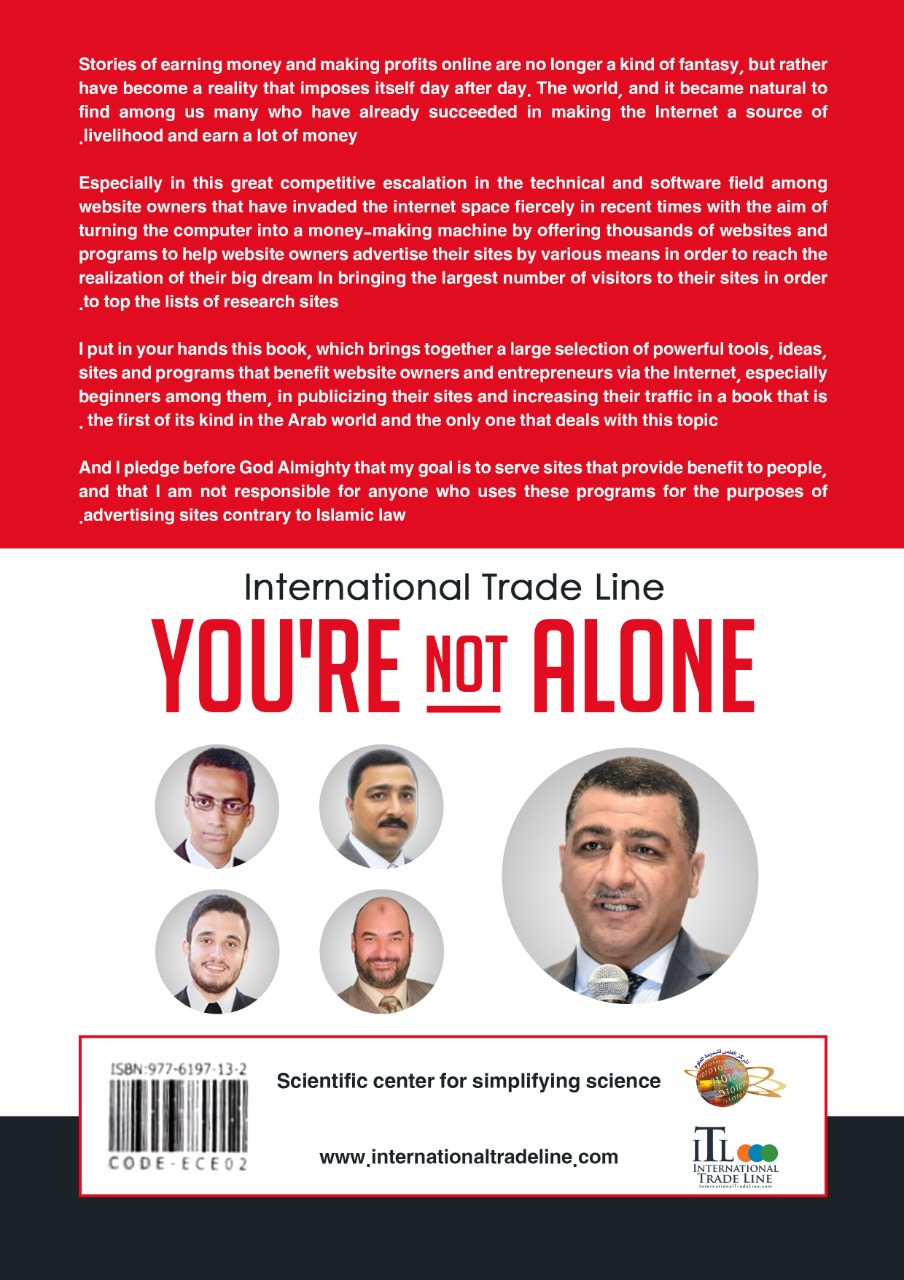 Stories of earning money and making profits online are no longer a kind of fantasy, but rather
have become a reality that imposes itself day after day. The world, and it became natural to
find among us many who have already succeeded in making the Internet a source of
.livelihood and earn a lot of money
Especially in this great competitive escalation in the technical and software field among
website owners that have invaded the internet space fiercely in recent times with the aim of
turning the computer into a money-making machine by offering thousands of websites and
programs to help website owners advertise their sites by various means in order to reach the
realization of their big dream In bringing the largest number of visitors to their sites in order
.to top the lists of research sites
I put in your hands this book, which brings together a large selection of powerful tools, ideas,
sites and programs that benefit website owners and entrepreneurs via the Internet, especially
beginners among them, in publicizing their sites and increasing their traffic in a book that is
. the first of its kind in the Arab world and the only one that deals with this topic
And I pledge before God Almighty that my goal is to serve sites that provide benefit to people,
and that I am not responsible for anyone who uses these programs for the purposes of
.advertising sites contrary to Islamic law
International Trade Line
YOU'RE NOT ALONE
ISBN:977-6197-13-2
CODE-ECE02
Scientific center for simplifying science
www.internationaltradeline.com
المركز العلمي لتبسيط العلوم
ITL
INTERNATIONAL
TRADE LINE
InternationalTradeLine.com